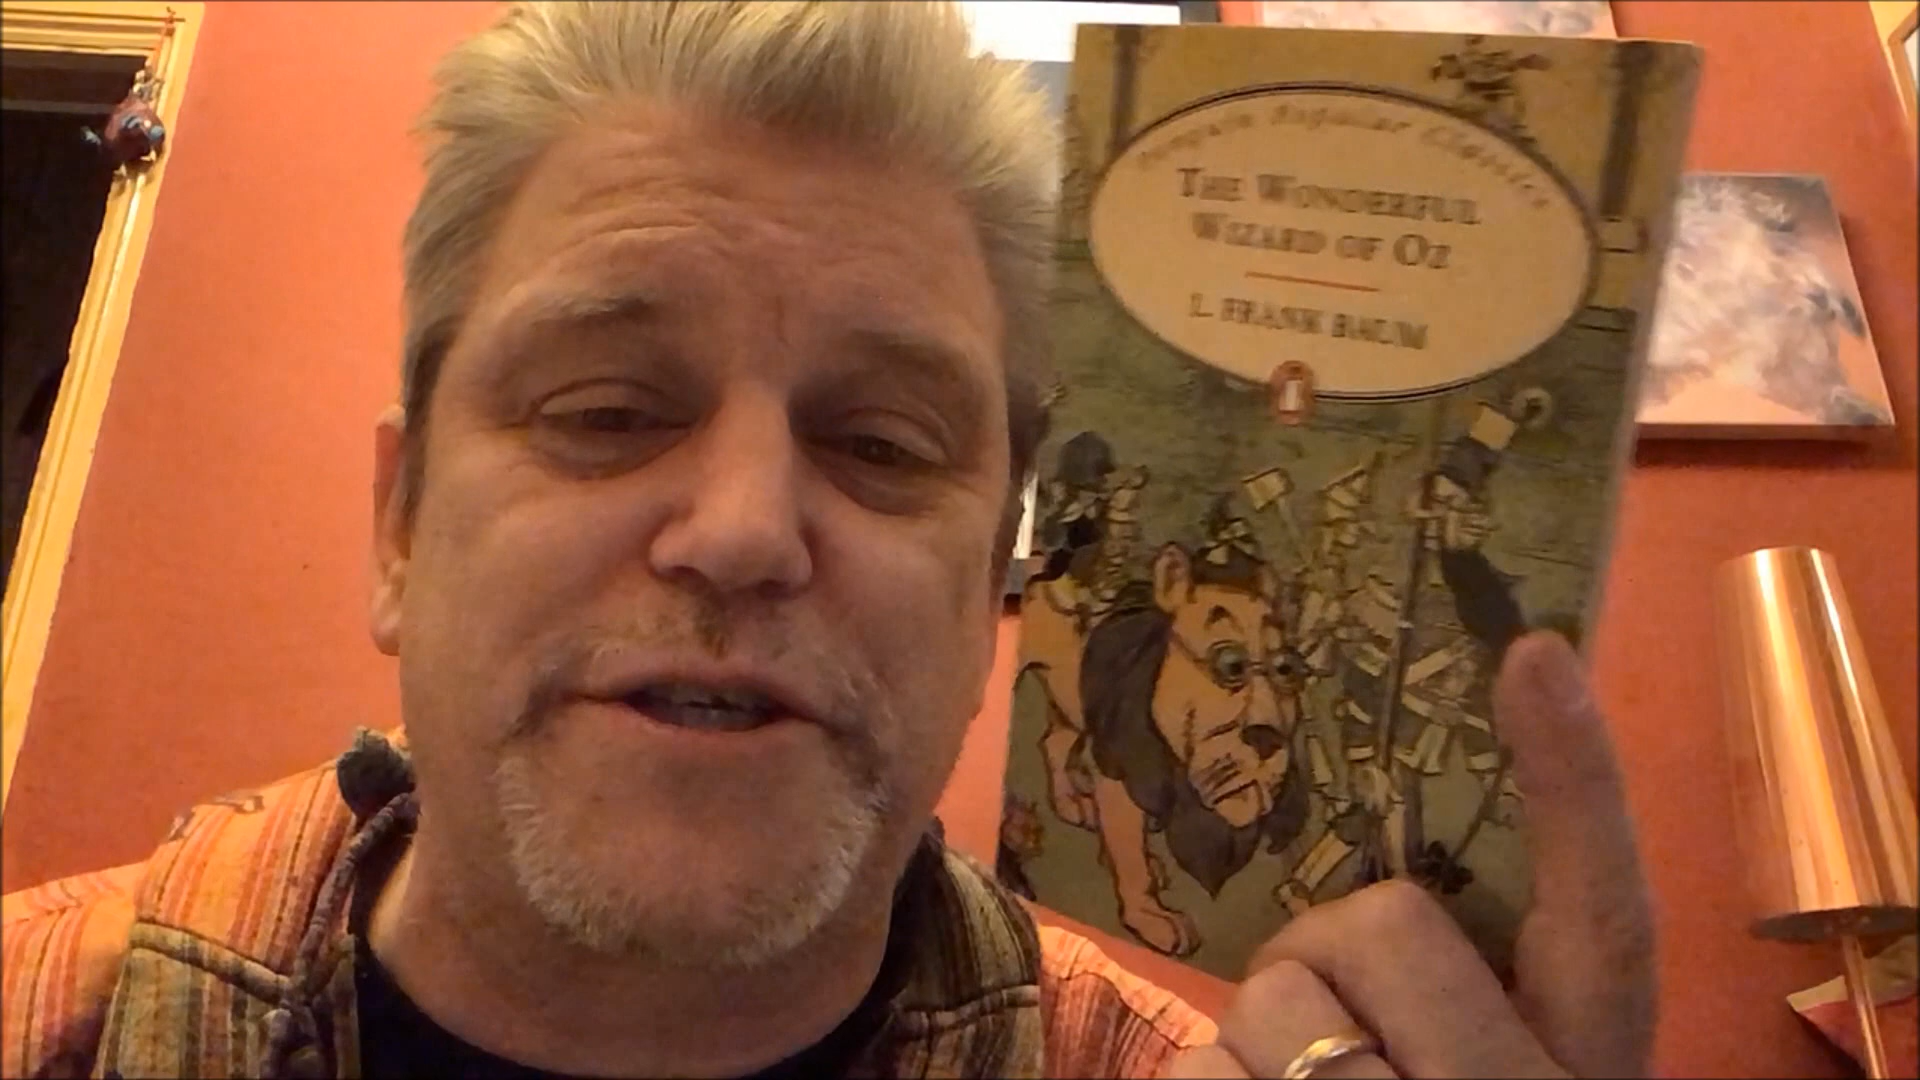 Penguin Popular Classics
THE WONDERFUL
WIZARD OF OZ
L. FRANK BAUM